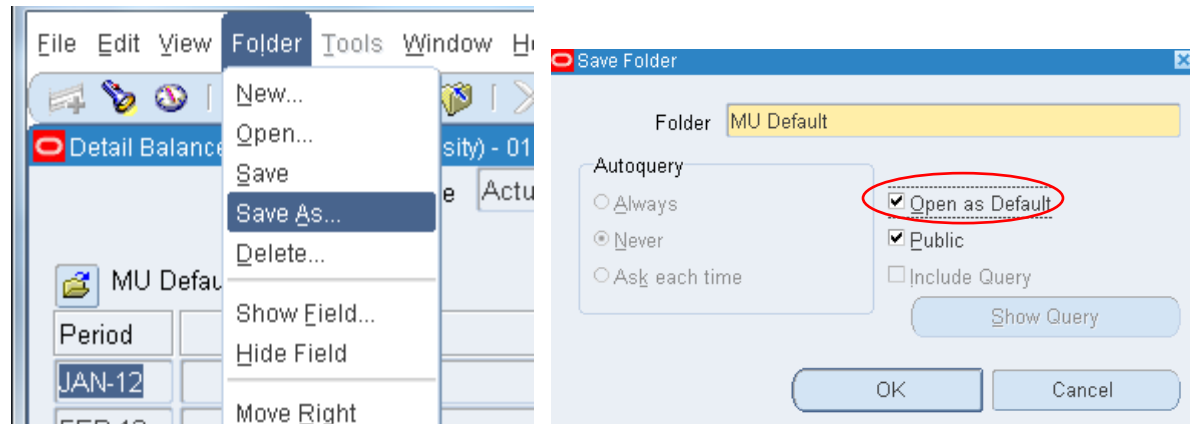 File Edit View Folder Tools Window
New...
Open...
Save
Save As...
Delete...
Show Field...
Hide Field
Move Right
Detail Balance
sity) - 01
e Actu
MU Defau
Period
JAN-12
Save Folder
Folder MU Default
Autoquery
Always
Never
Ask each time
Open as Default
Public
Include Query
Show Query
OK Cancel